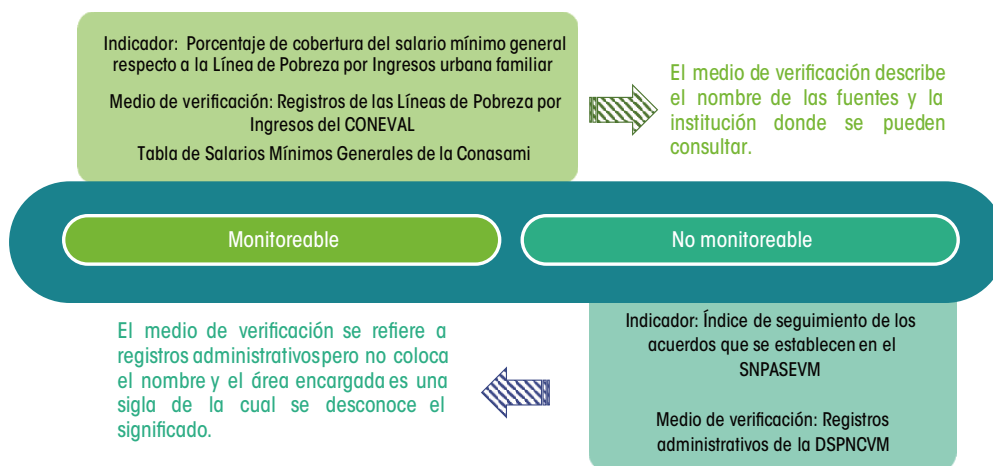 Indicador: Porcentaje de cobertura del salario mínimo general
respecto a la Línea de Pobreza por Ingresos urbana familiar
Medio de verificación: Registros de las Líneas de Pobreza por
Ingresos del CONEVAL
Tabla de Salarios Mínimos Generales de la Conasami
El medio de verificación describe
el nombre de las fuentes y la
institución donde se pueden
consultar.
Monitoreable
No monitoreable
El medio de verificación se refiere a
registros administrativos pero no coloca
el nombre y el área encargada es una
sigla de la cual se desconoce el
significado.
Indicador: Índice de seguimiento de los
acuerdos que se establecen en el
SNPASEVM
Medio de verificación: Registros
administrativos de la DSPNCVM